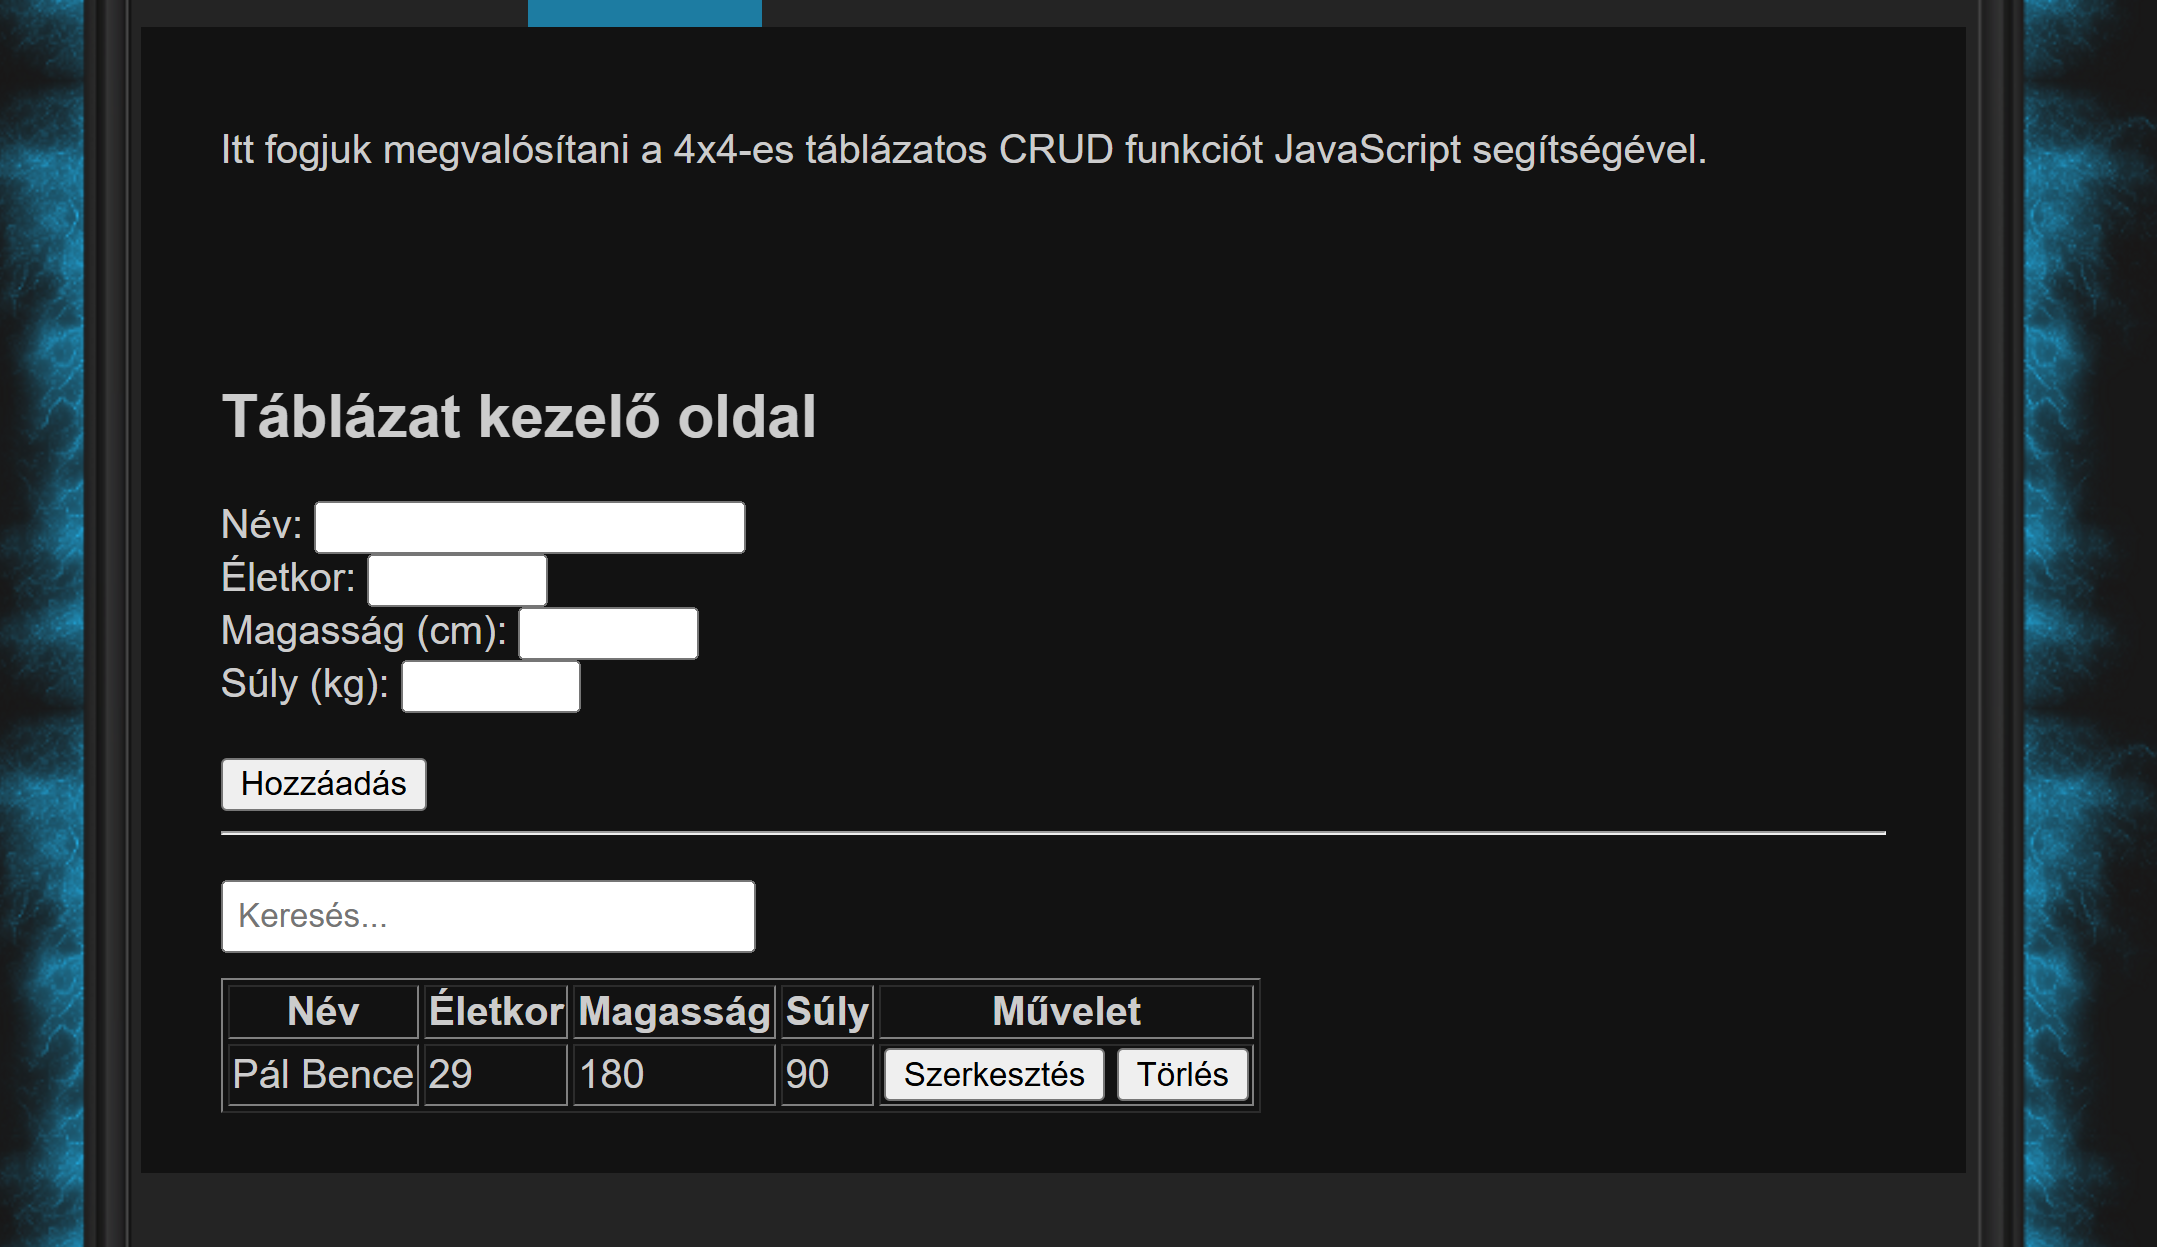 Itt fogjuk megvalósítani a 4x4-es táblázatos CRUD funkciót JavaScript segítségével.
Táblázat kezelő oldal
Név:
Életkor:
Magasság (cm):
Súly (kg):
Hozzáadás
Keresés...
Név Életkor Magasság Súly Művelet
Pál Bence 29 180 90 Szerkesztés Törlés